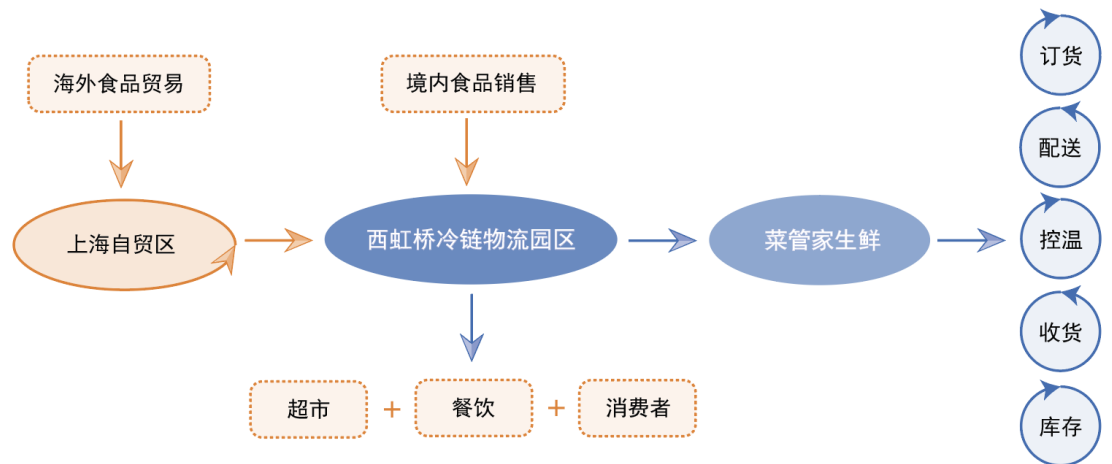 海外食品贸易
境内食品销售
上海自贸区
西虹桥冷链物流园区
菜管家生鲜
超市
+
餐饮
+
消费者
订货
配送
控温
收货
库存